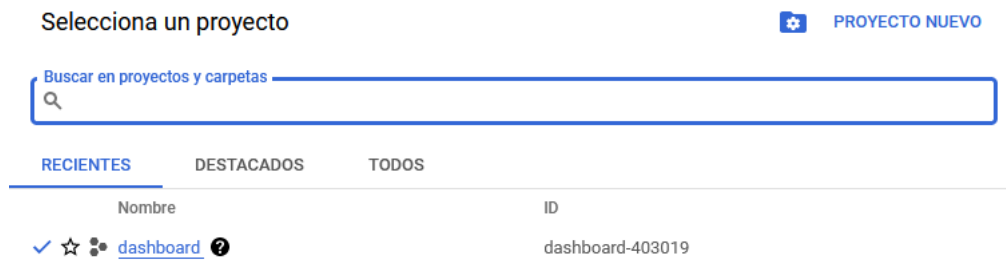 Selecciona un proyecto
PROYECTO NUEVO
Buscar en proyectos y carpetas
RECIENTES DESTACADOS TODOS
Nombre ID
dashboard ? dashboard-403019